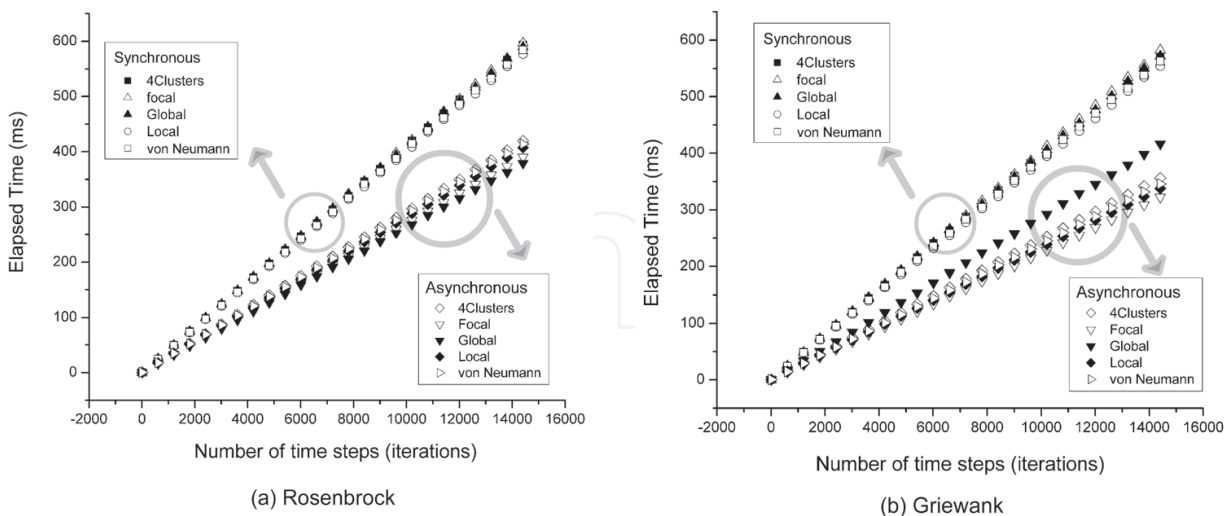 600
500
400
300
200
100
0
Elapsed Time (ms)
Synchronous
4Clusters
focal
Global
Local
von Neumann
Asynchronous
4Clusters
Focal
Global
Local
von Neumann
-2000 0 2000 4000 6000 8000 10000 12000 14000 16000
Number of time steps (iterations)
(a) Rosenbrock
600
500
400
300
200
100
0
Elapsed Time (ms)
Synchronous
4Clusters
focal
Global
Local
von Neumann
Asynchronous
4Clusters
Focal
Global
Local
von Neumann
-2000 0 2000 4000 6000 8000 10000 12000 14000 16000
Number of time steps (iterations)
(b) Griewank